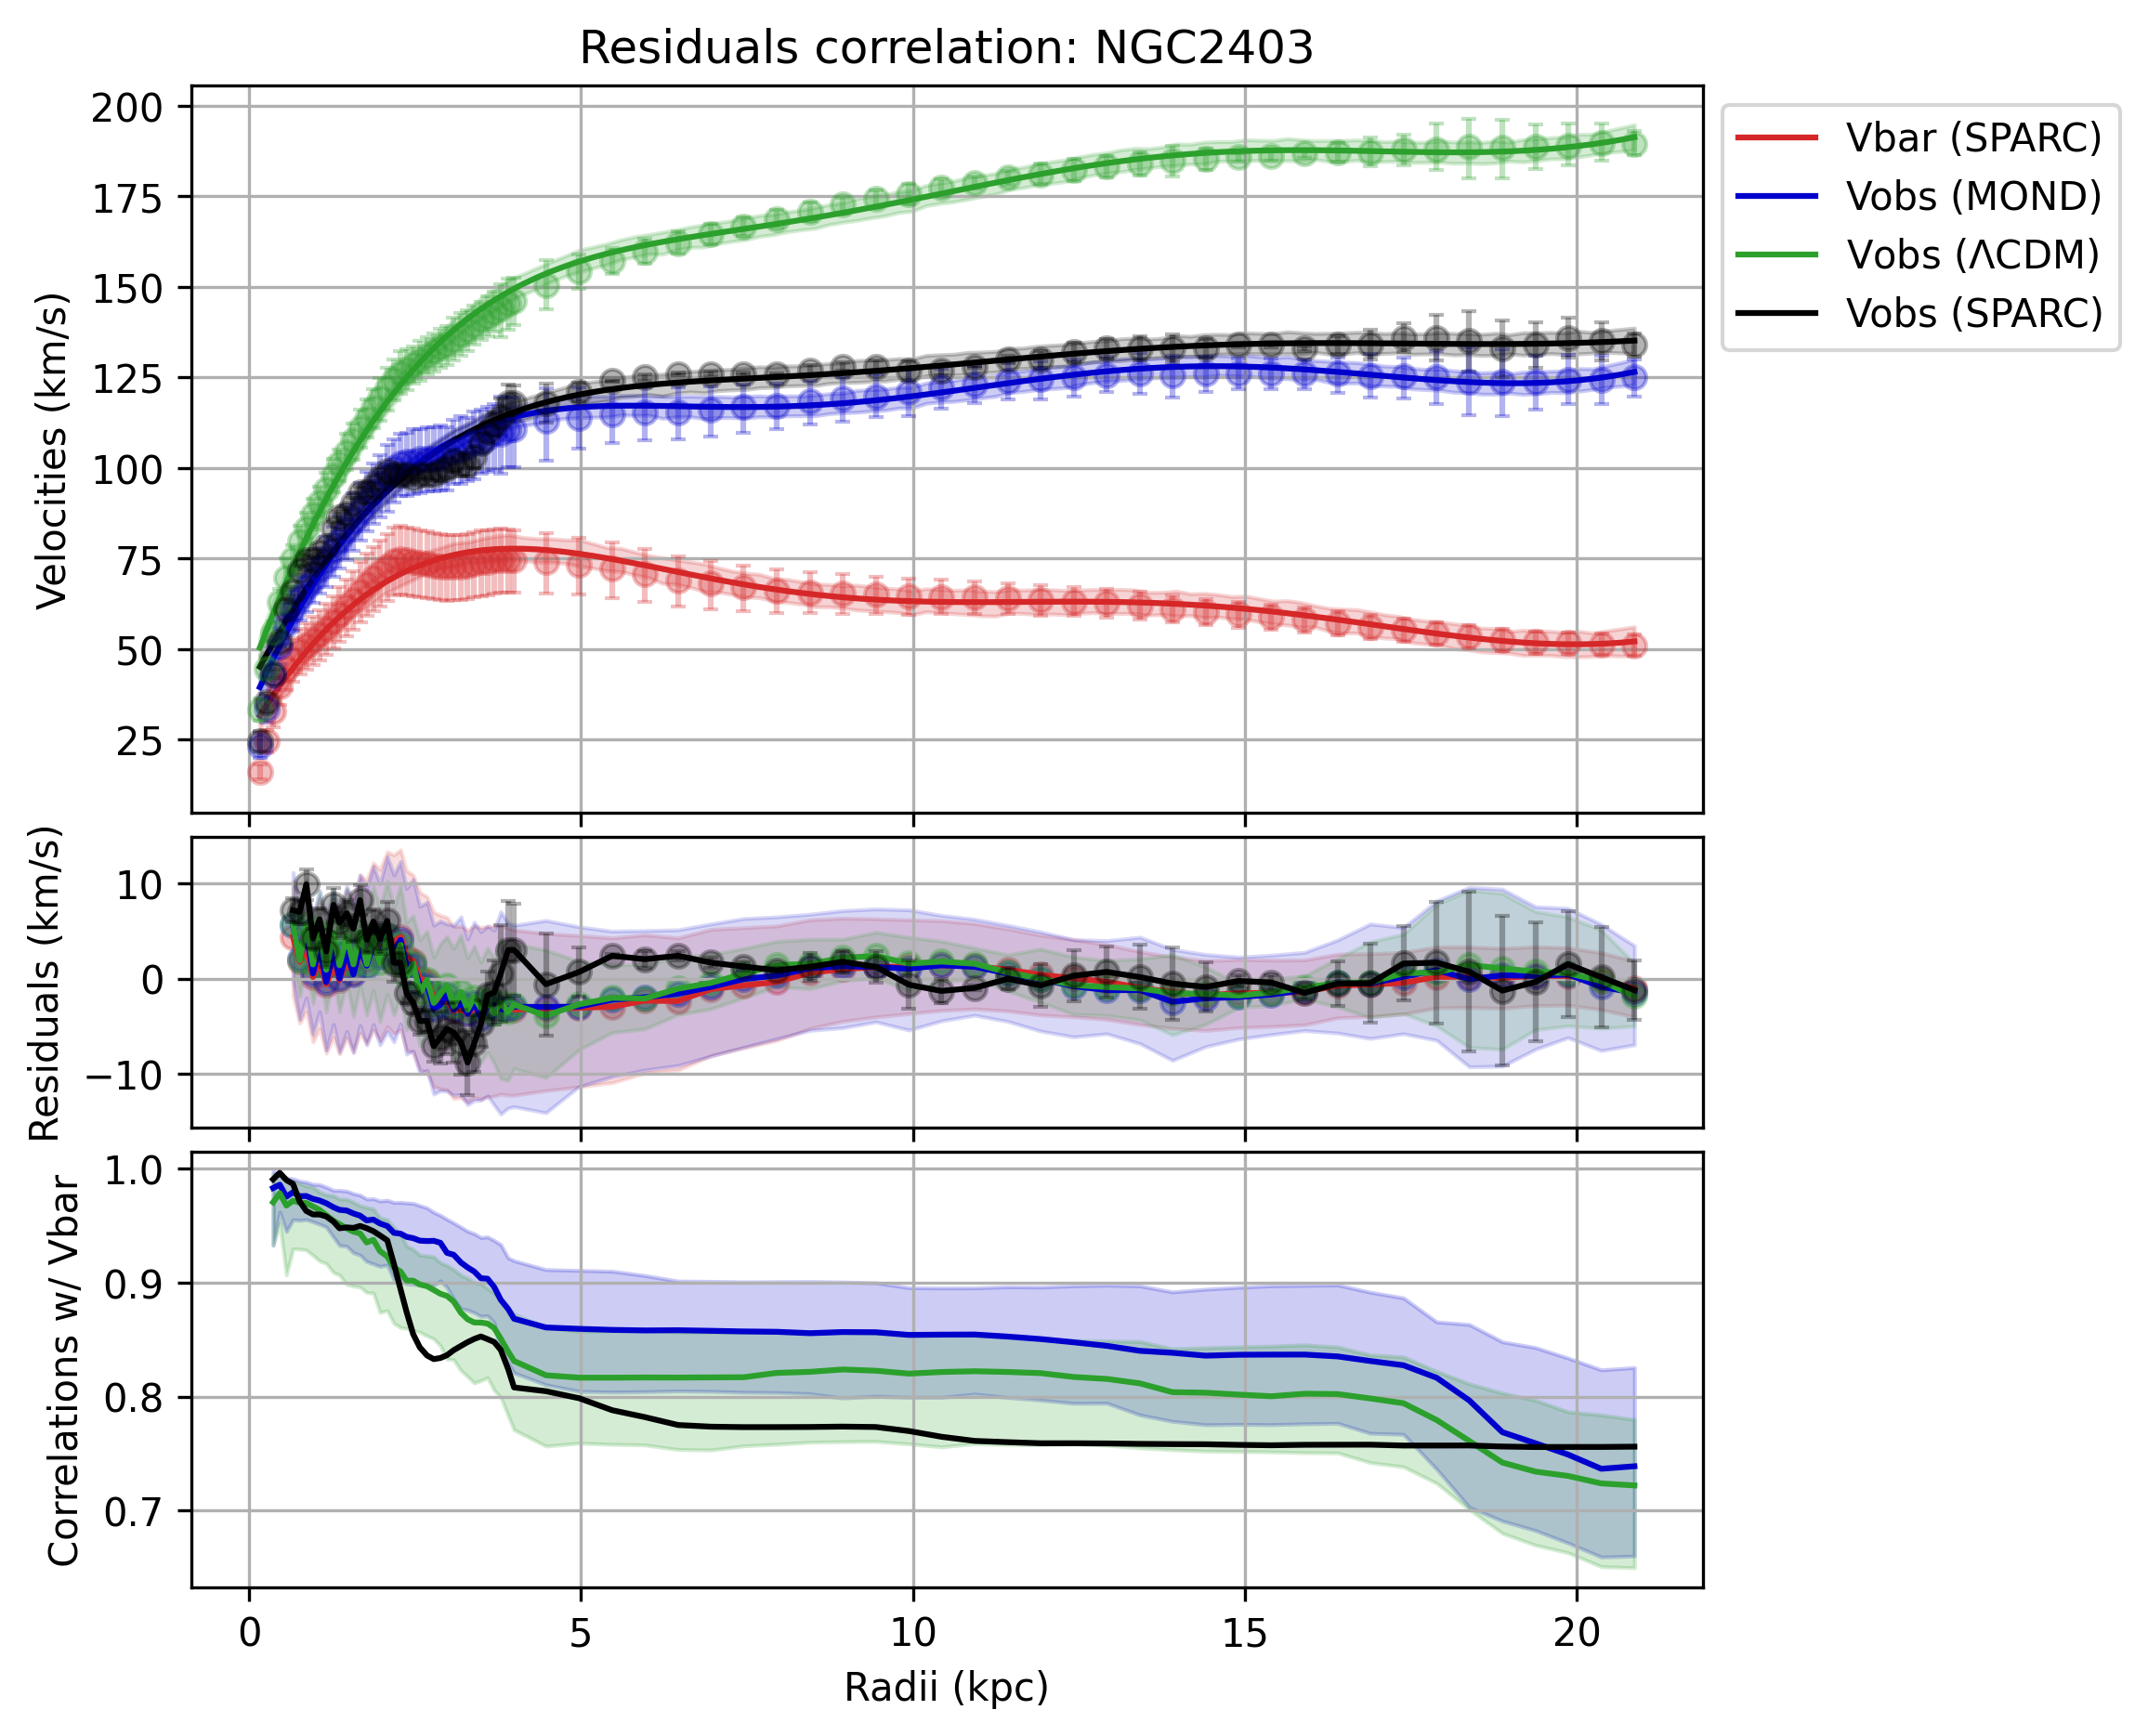 Residuals correlation: NGC2403
200
175
150
125
100
75
50
25
Velocities (km/s)
Vbar (SPARC)
Vobs (MOND)
Vobs (ΛCDM)
Vobs (SPARC)
10
0
−10
Residuals (km/s)
1.0
0.9
0.8
0.7
Correlations w/ Vbar
0 5 10 15 20
Radii (kpc)